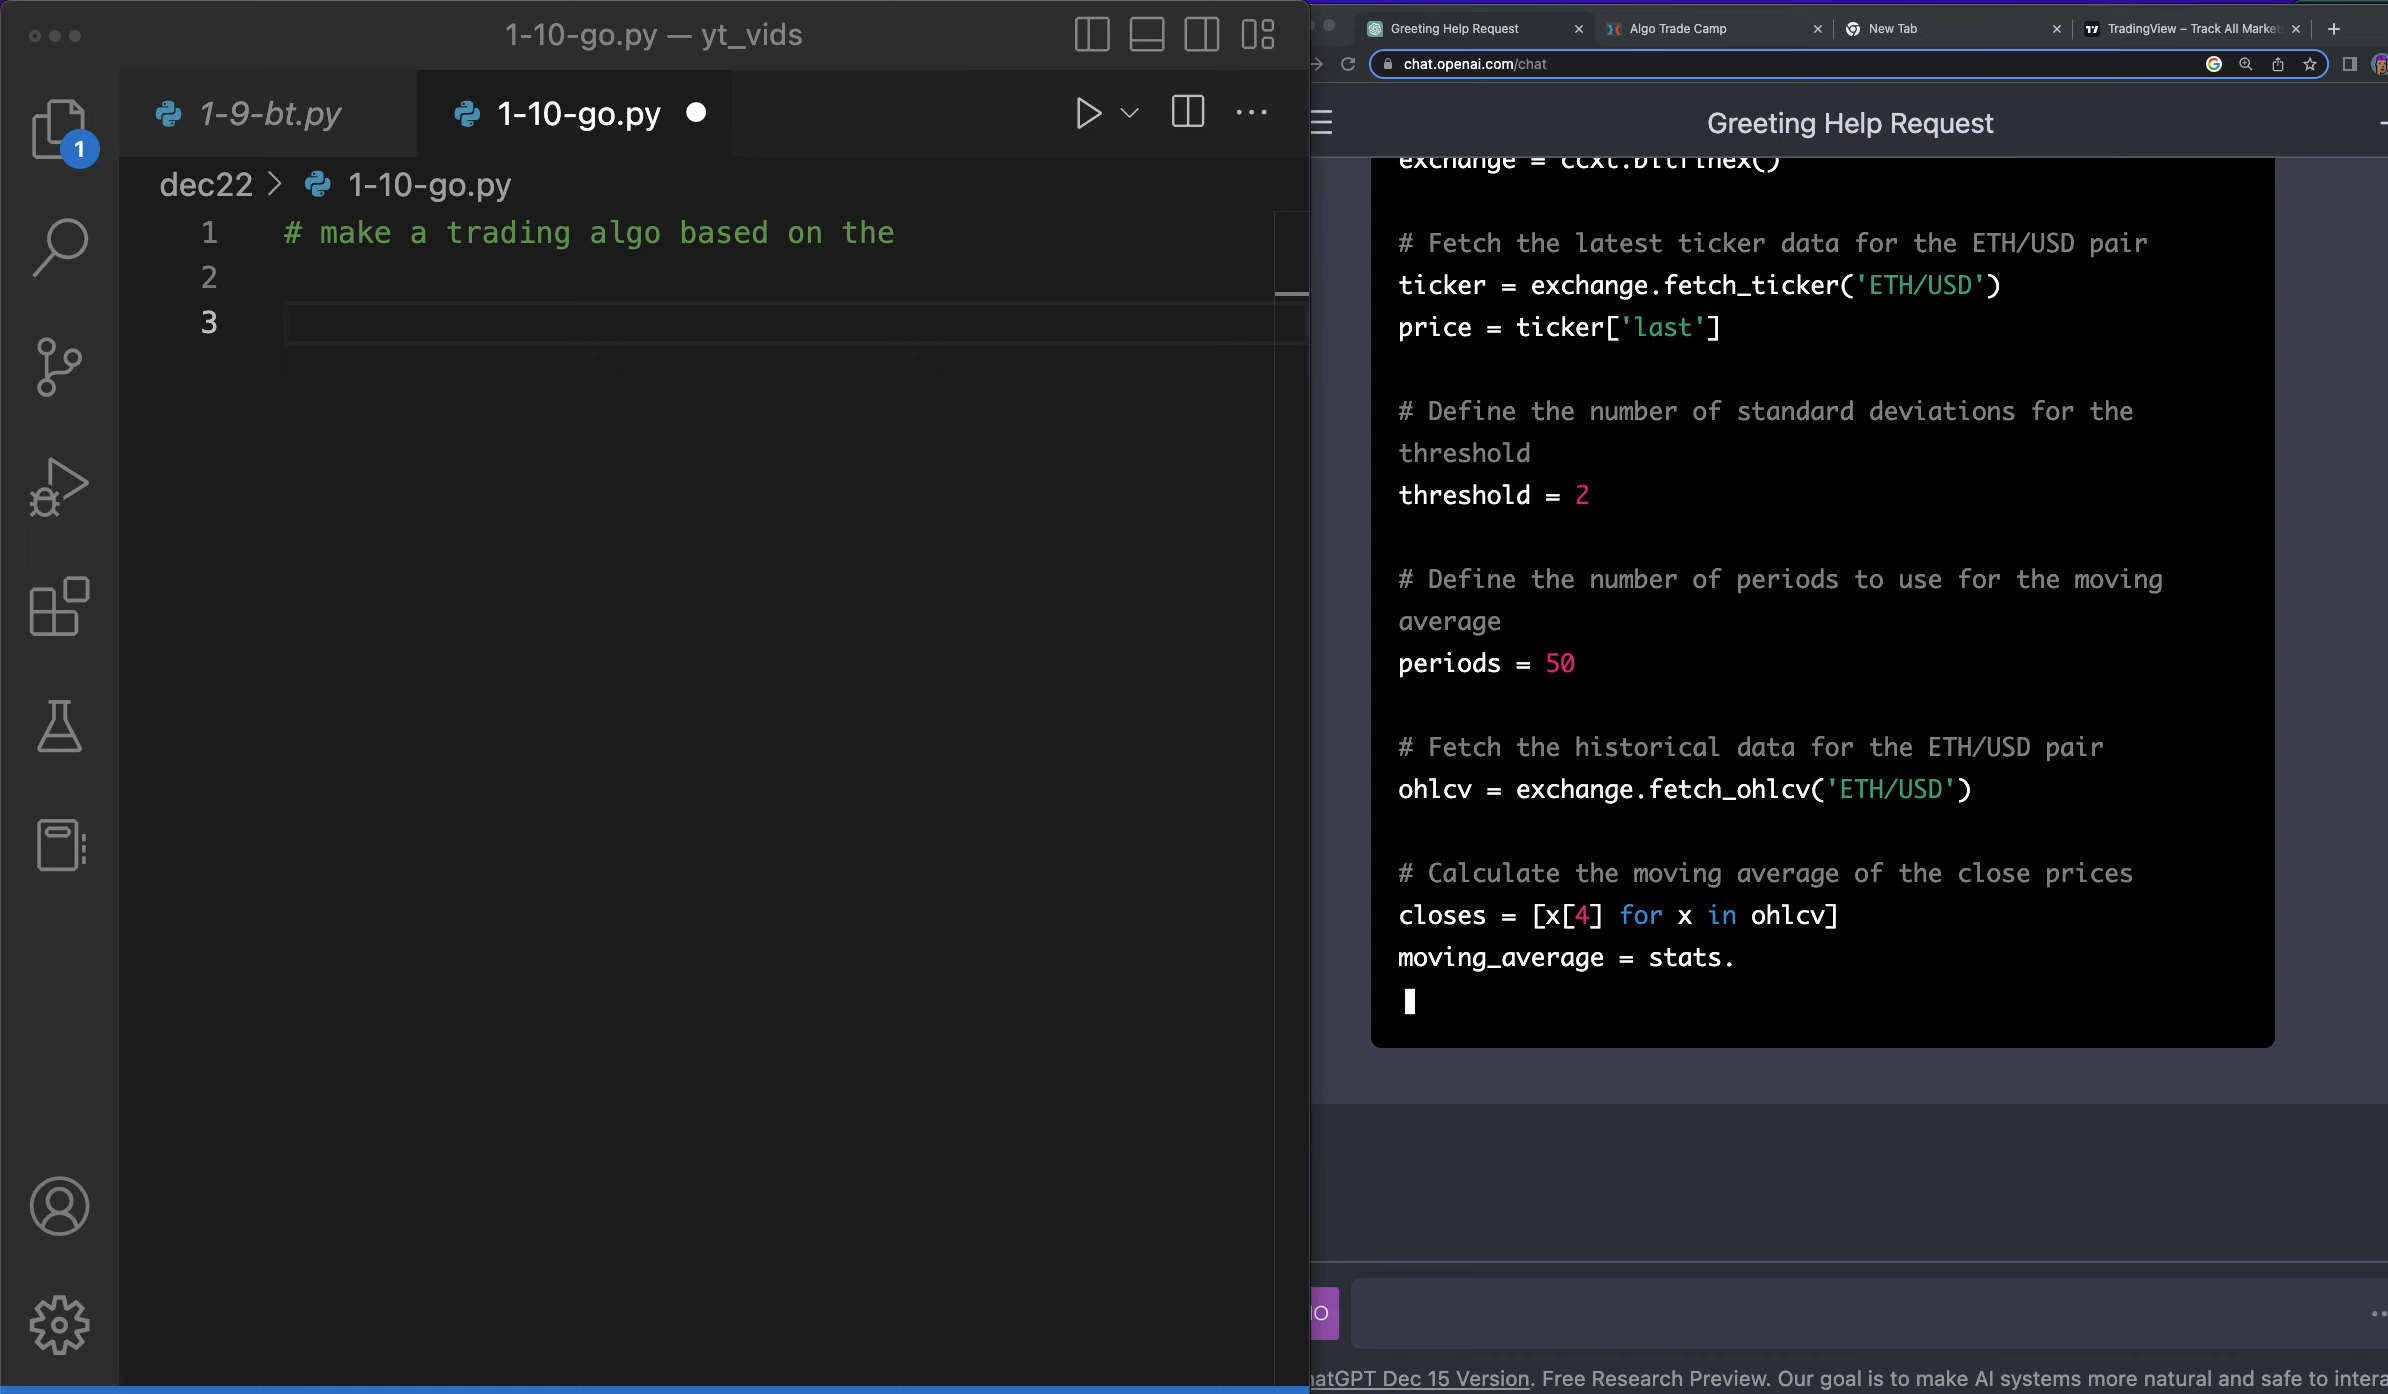 1-10-go.py — yt_vids
1-9-bt.py
1-10-go.py
1
dec22 > 1-10-go.py
1 # make a trading algo based on the
2
3
Greeting Help Request
Algo Trade Camp
New Tab
TradingView – Track All Market
chat.openai.com/chat
Greeting Help Request
exchange = ccxt.bitfinex()
# Fetch the latest ticker data for the ETH/USD pair
ticker = exchange.fetch_ticker('ETH/USD')
price = ticker['last']
# Define the number of standard deviations for the
threshold
threshold = 2
# Define the number of periods to use for the moving
average
periods = 50
# Fetch the historical data for the ETH/USD pair
ohlcv = exchange.fetch_ohlcv('ETH/USD')
# Calculate the moving average of the close prices
closes = [x[4] for x in ohlcv]
moving_average = stats.
IO
hatGPT Dec 15 Version. Free Research Preview. Our goal is to make AI systems more natural and safe to intera